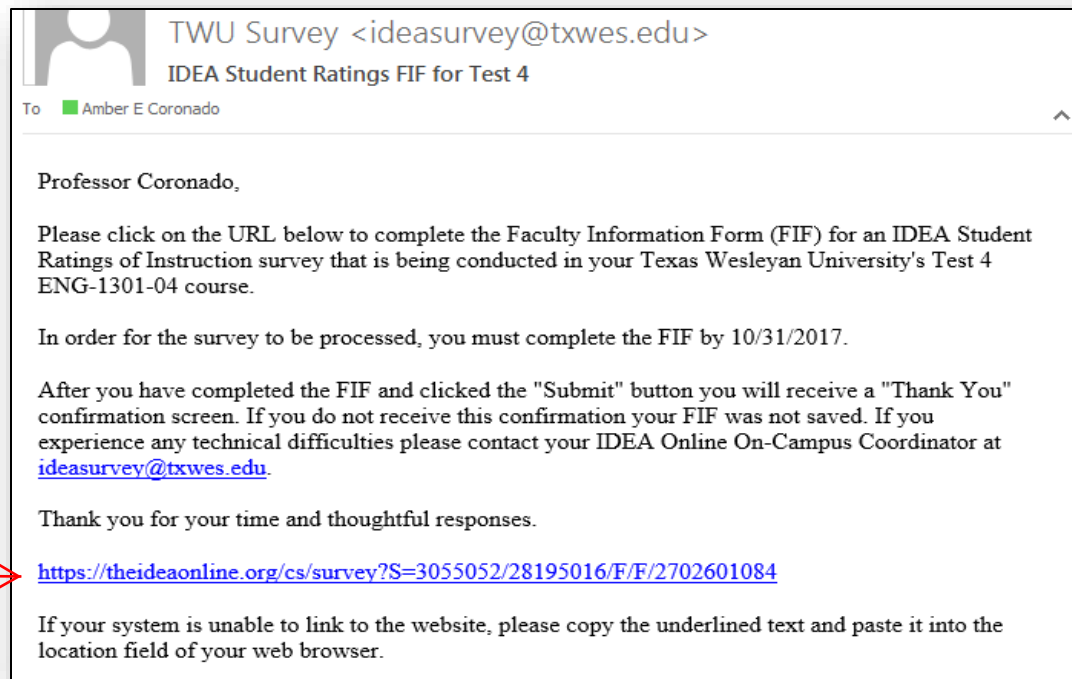 TWU Survey <ideasurvey@txwes.edu>
IDEA Student Ratings FIF for Test 4
To Amber E Coronado
Professor Coronado,
Please click on the URL below to complete the Faculty Information Form (FIF) for an IDEA Student
Ratings of Instruction survey that is being conducted in your Texas Wesleyan University's Test 4
ENG-1301-04 course.
In order for the survey to be processed, you must complete the FIF by 10/31/2017.
After you have completed the FIF and clicked the "Submit" button you will receive a "Thank You"
confirmation screen. If you do not receive this confirmation your FIF was not saved. If you
experience any technical difficulties please contact your IDEA Online On-Campus Coordinator at
ideasurvey@txwes.edu.
Thank you for your time and thoughtful responses.
https://theideaonline.org/cs/survey?S=3055052/28195016/F/F/2702601084
If your system is unable to link to the website, please copy the underlined text and paste it into the
location field of your web browser.